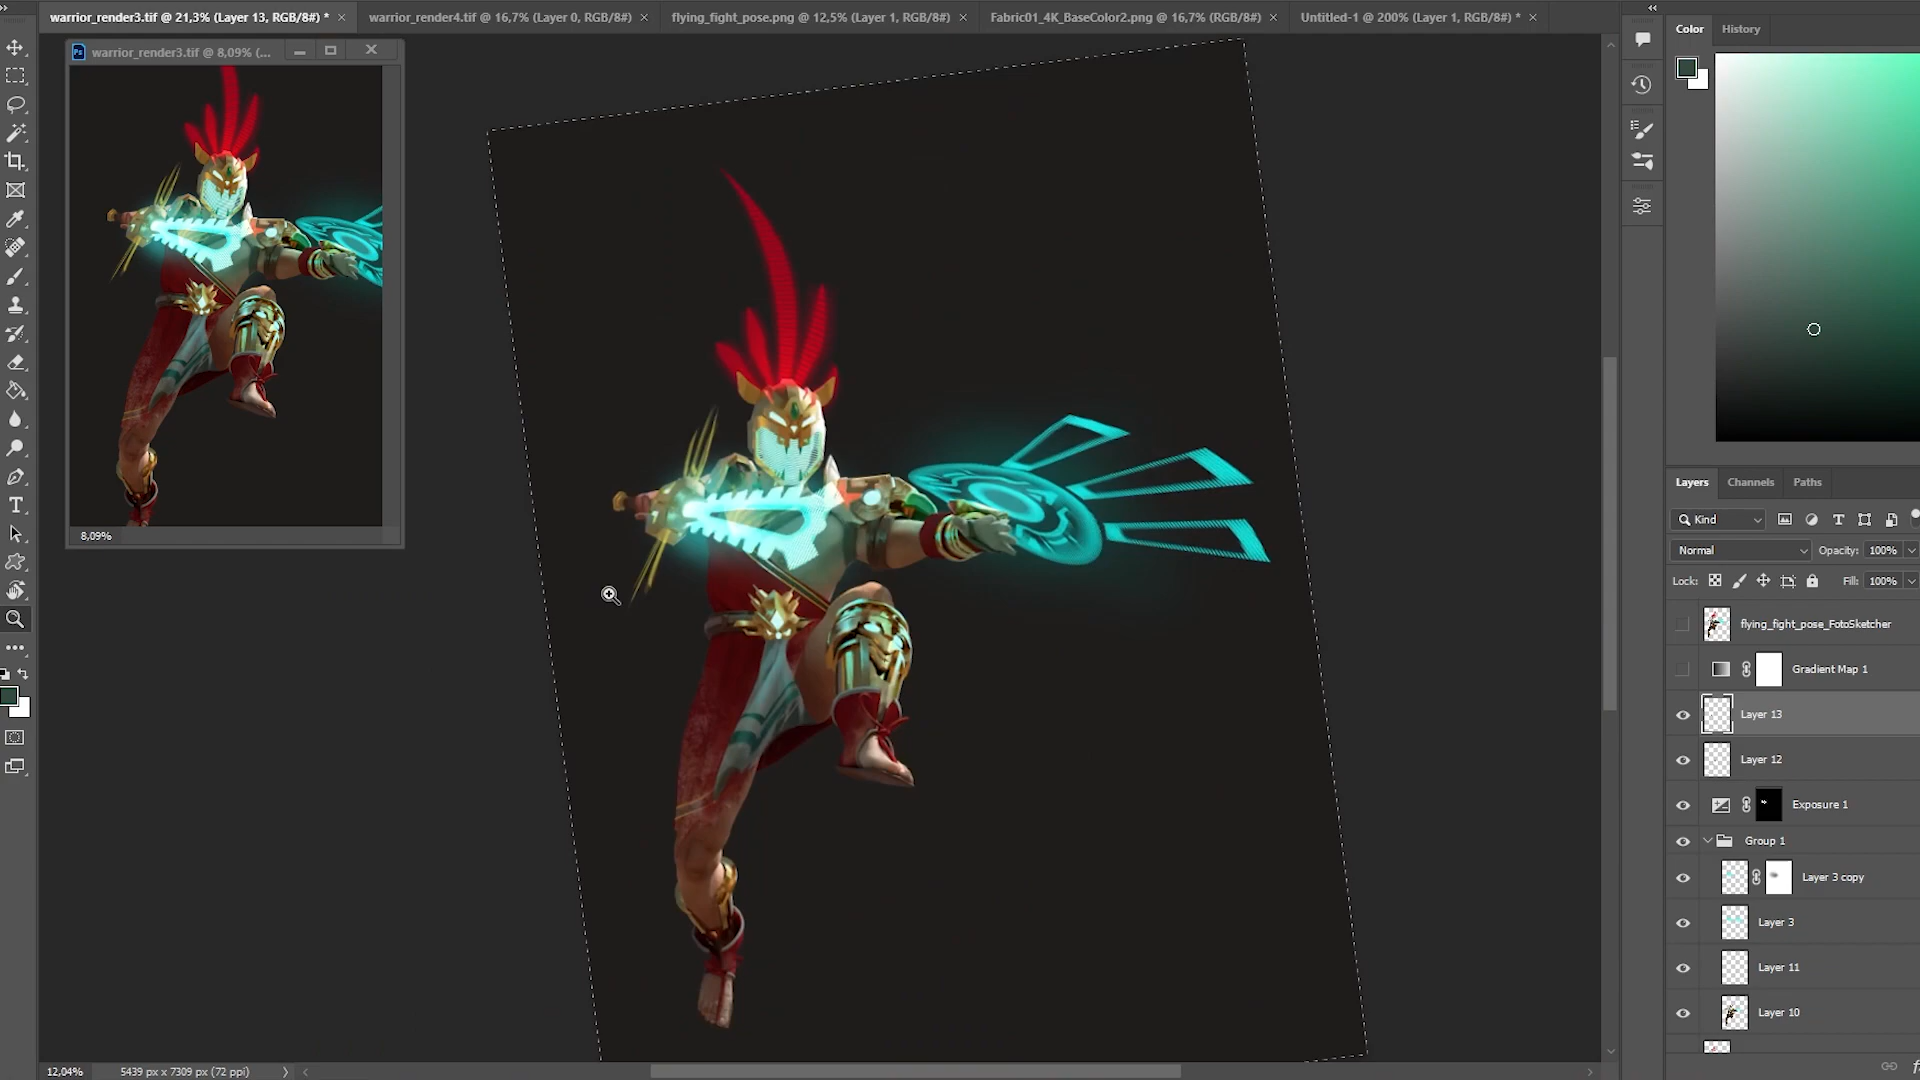 warrior_render3.tif @ 21,3% (Layer 13, RGB/8#) *
warrior_render4.tif @ 16,7% (Layer 0, RGB/8#)
flying_fight_pose.png @ 12,5% (Layer 1, RGB/8#)
Fabric01_4K_BaseColor2.png @ 16,7% (RGB/8#)
Untitled-1 @ 200% (Layer 1, RGB/8#) *
Ps warrior_render3.tif @ 8,09% (...
8,09%
Color
History
Layers
Channels
Paths
Kind
Normal
Opacity: 100%
Lock:
Fill: 100%
flying_fight_pose_FotoSketcher
Gradient Map 1
Layer 13
Layer 12
Exposure 1
Group 1
Layer 3 copy
Layer 3
Layer 11
Layer 10
12,04%
5439 px x 7309 px (72 ppi)